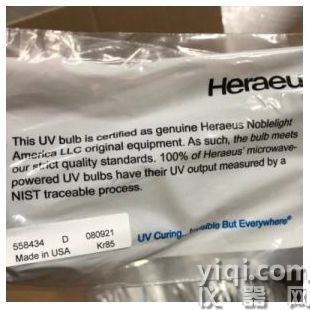 Heraeus
This UV bulb is certified as genuine Heraeus Noblelight
America LLC original equipment. As such, the bulb meets
our strict quality standards. 100% of Heraeus' microwave-
powered UV bulbs have their UV output measured by a
NIST traceable process.
558434 D 080921
Made in USA Kr85
UV Curing... Invisible But Everywhere®
yiqi.com
仪器网